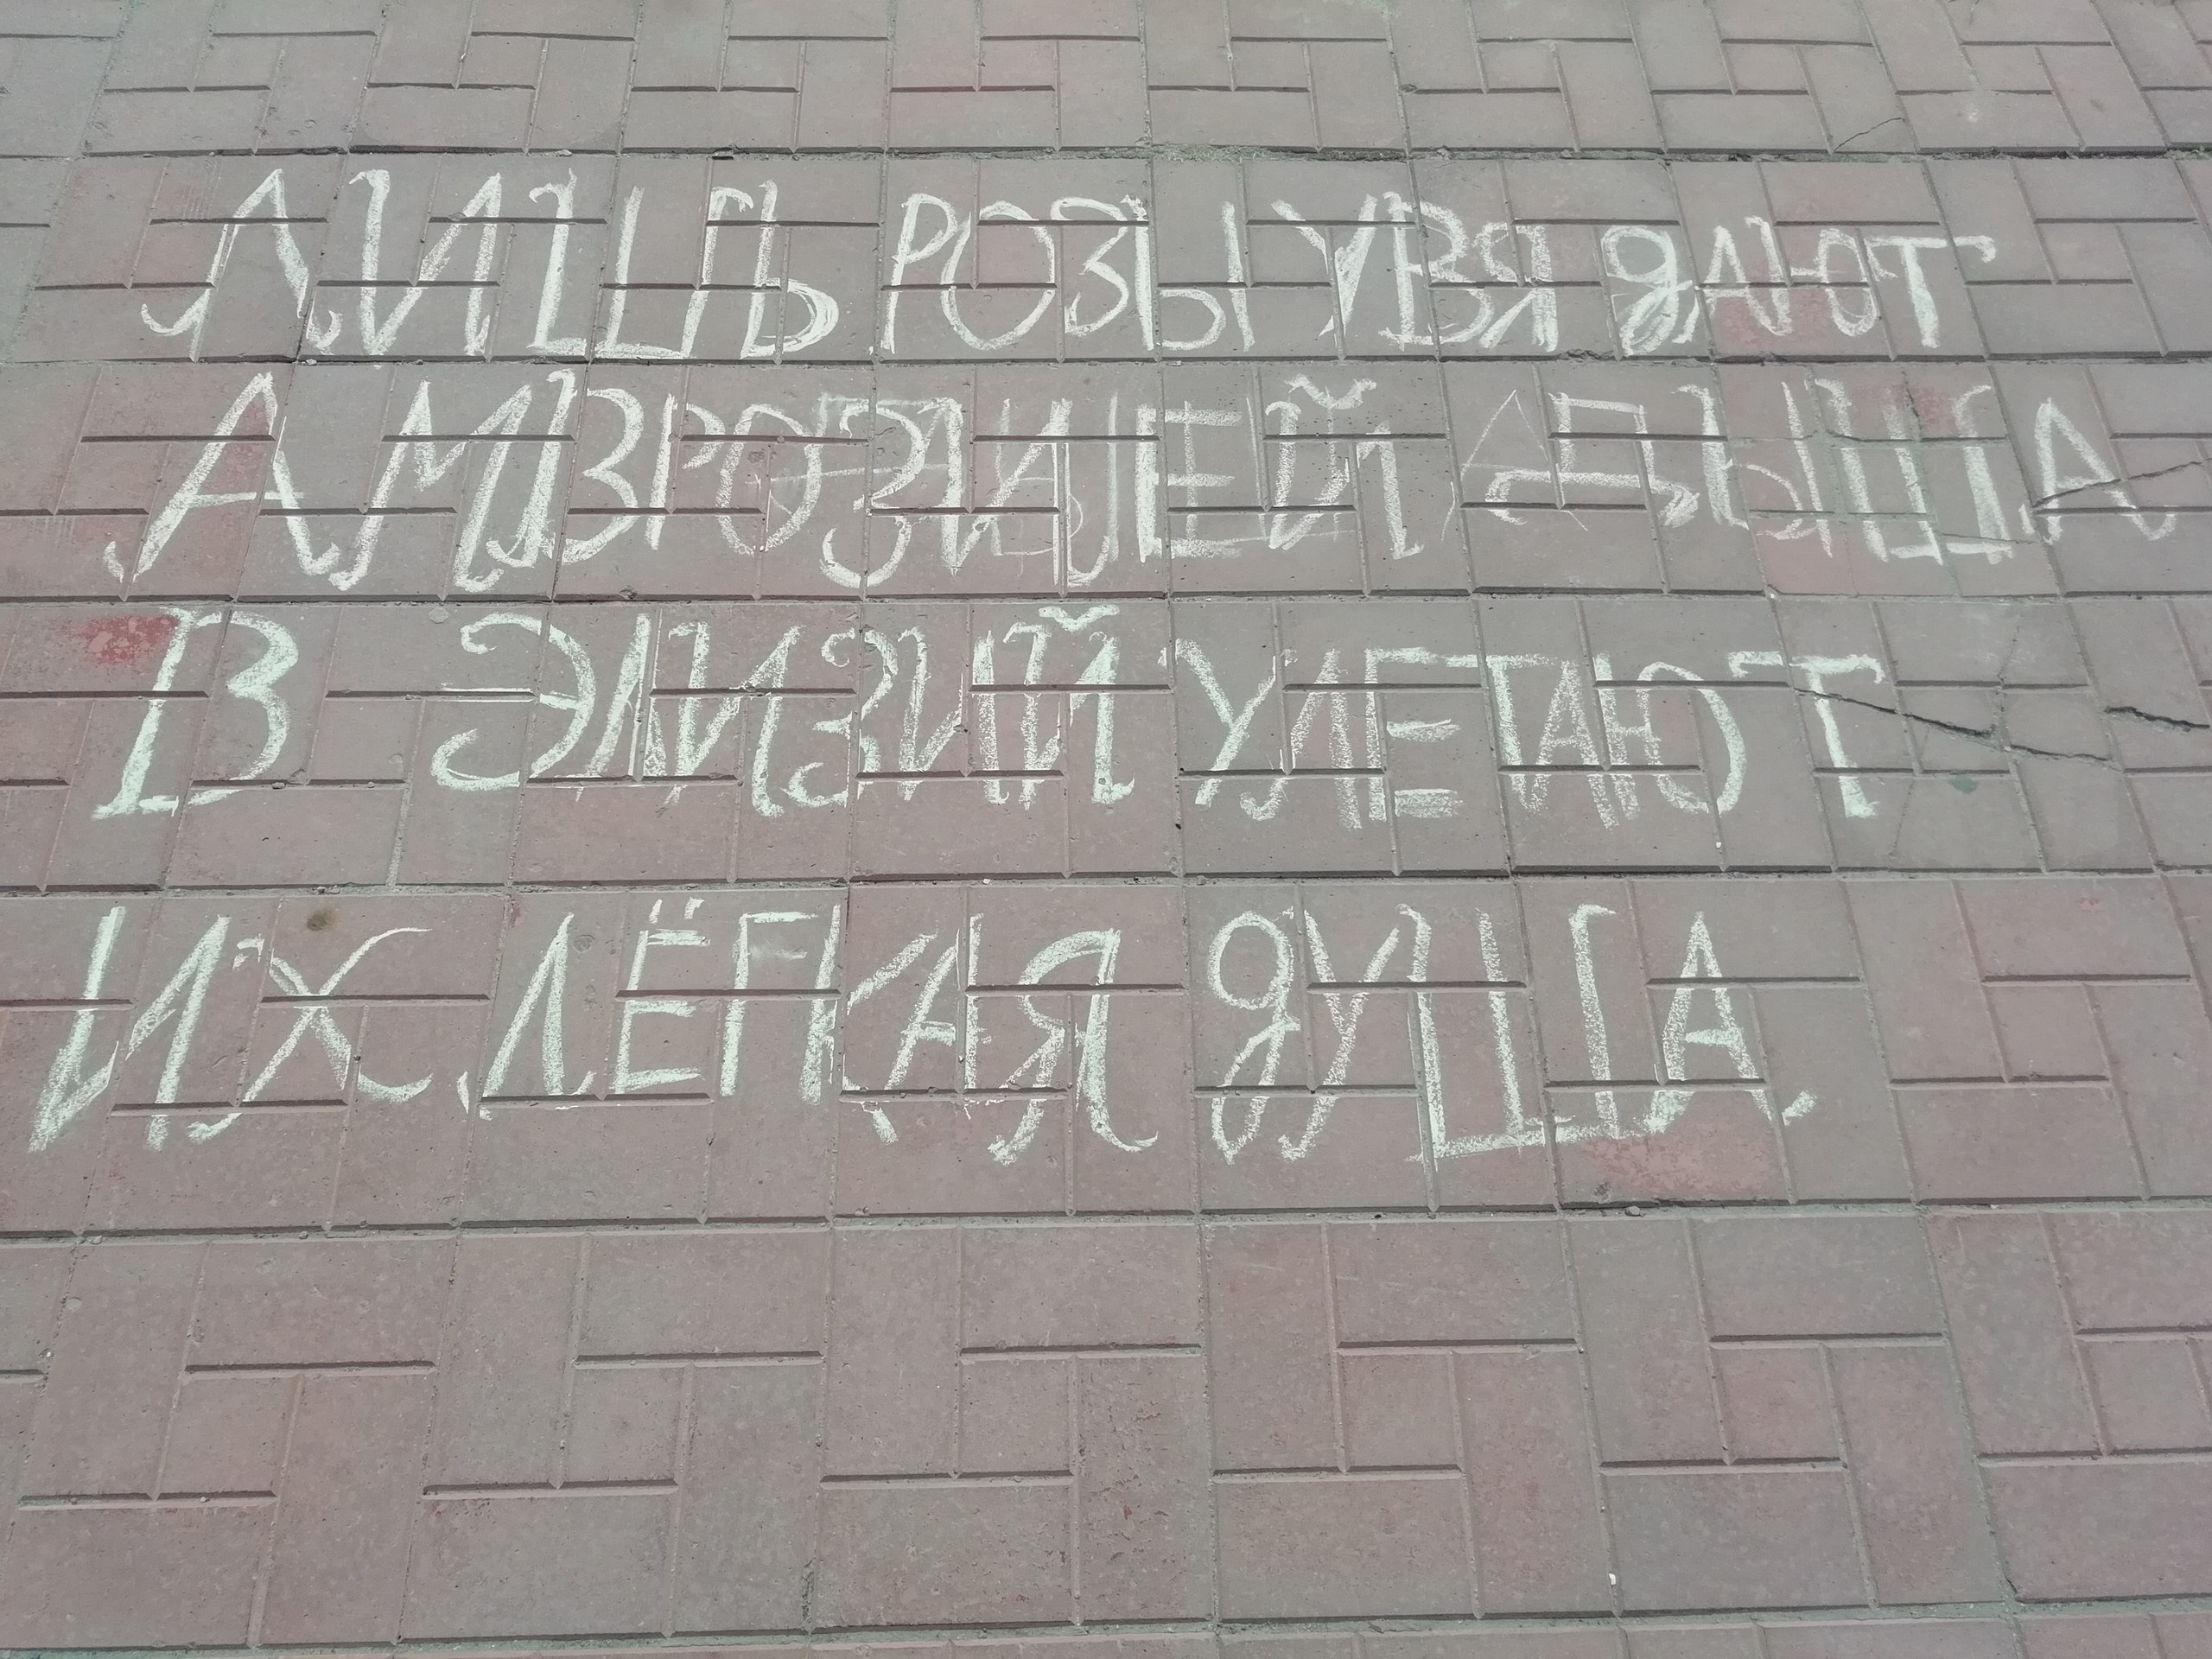 ЛИШЬ РОЗЫ УВЯДАЮТ
АМВРОЗИЕЙ ДЫША
В ЭЛИЗИЙ УЛЕТАЮТ
ИХ ЛЁГКАЯ ДУША.